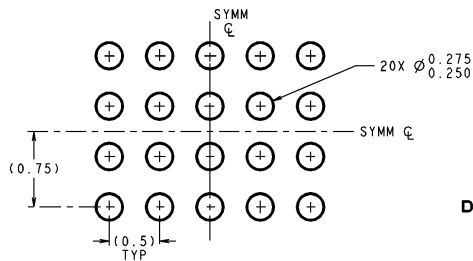 SYMM
℄
20X Ø 0.275
0.250
SYMM ℄
(0.75)
D
(0.5)
TYP